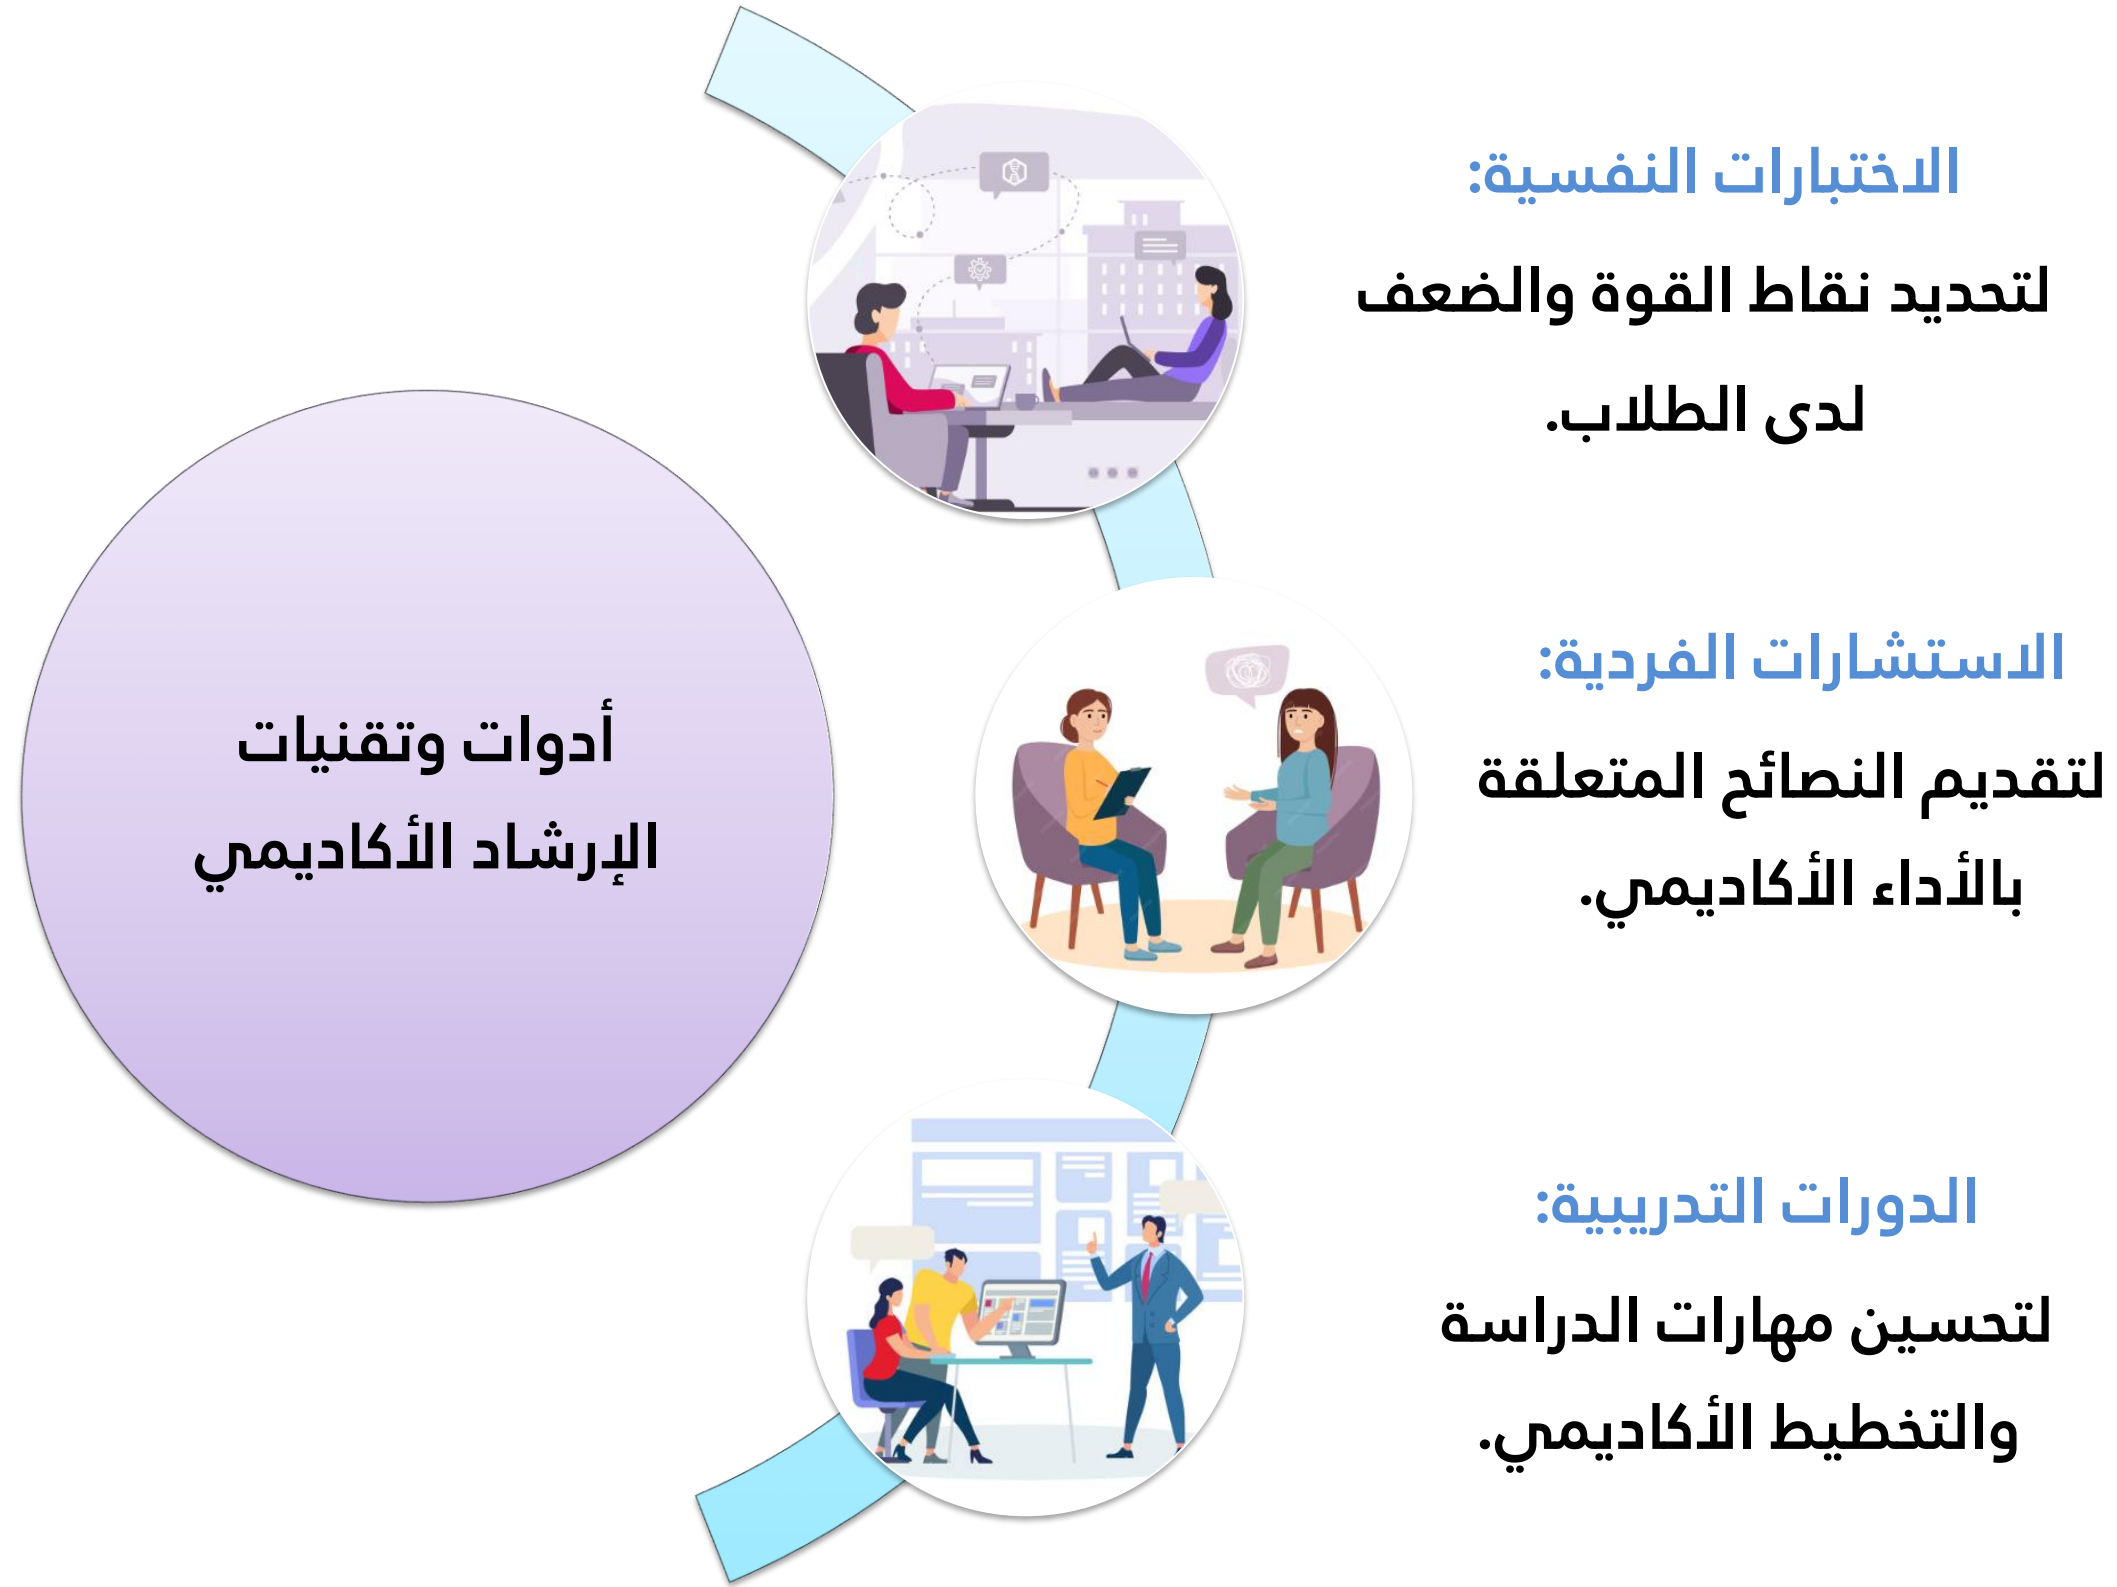 أدوات وتقنيات
الإرشاد الأكاديمي
الاختبارات النفسية:
لتحديد نقاط القوة والضعف
لدى الطلاب.
الاستشارات الفردية:
لتقديم النصائح المتعلقة
بالأداء الأكاديمي.
الدورات التدريبية:
لتحسين مهارات الدراسة
والتخطيط الأكاديمي.